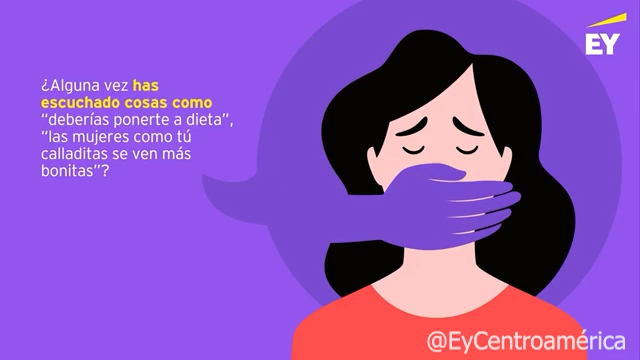 EY
¿Alguna vez has
escuchado cosas como
“deberías ponerte a dieta”,
“las mujeres como tú
calladitas se ven más
bonitas”?
@EyCentroamérica